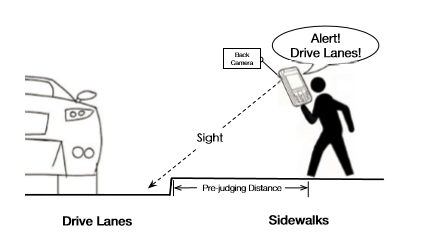 Alert!
Drive Lanes!
Back
Camera
Sight
Pre-judging Distance
Drive Lanes
Sidewalks